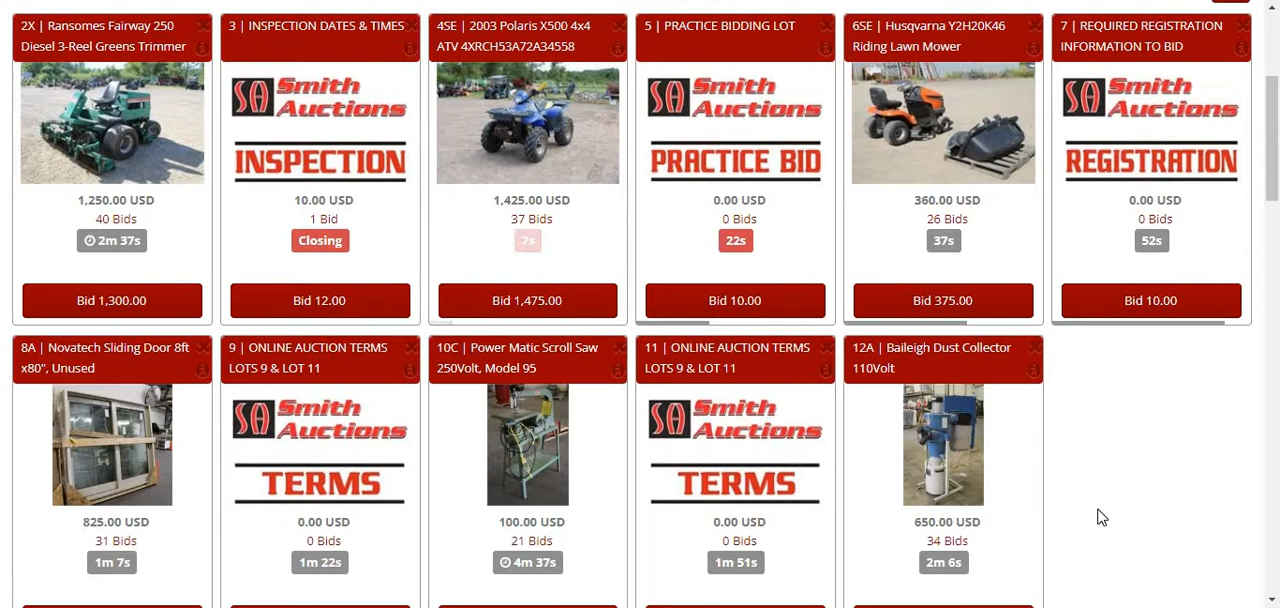 2X | Ransomes Fairway 250
Diesel 3-Reel Greens Trimmer
1,250.00 USD
40 Bids
2m 37s
Bid 1,300.00
3 | INSPECTION DATES & TIMES
SA Smith
Auctions
INSPECTION
10.00 USD
1 Bid
Closing
Bid 12.00
4SE | 2003 Polaris X500 4x4
ATV 4XRCH53A72A34558
1,425.00 USD
37 Bids
7s
Bid 1,475.00
5 | PRACTICE BIDDING LOT
SA Smith
Auctions
PRACTICE BID
0.00 USD
0 Bids
22s
Bid 10.00
6SE | Husqvarna Y2H20K46
Riding Lawn Mower
360.00 USD
26 Bids
37s
Bid 375.00
7 | REQUIRED REGISTRATION
INFORMATION TO BID
SA Smith
Auctions
REGISTRATION
0.00 USD
0 Bids
52s
Bid 10.00
8A | Novatech Sliding Door 8ft
x80", Unused
825.00 USD
31 Bids
1m 7s
9 | ONLINE AUCTION TERMS
LOTS 9 & LOT 11
SA Smith
Auctions
TERMS
0.00 USD
0 Bids
1m 22s
10C | Power Matic Scroll Saw
250Volt, Model 95
100.00 USD
21 Bids
4m 37s
11 | ONLINE AUCTION TERMS
LOTS 9 & LOT 11
SA Smith
Auctions
TERMS
0.00 USD
0 Bids
1m 51s
12A | Baileigh Dust Collector
110Volt
650.00 USD
34 Bids
2m 6s